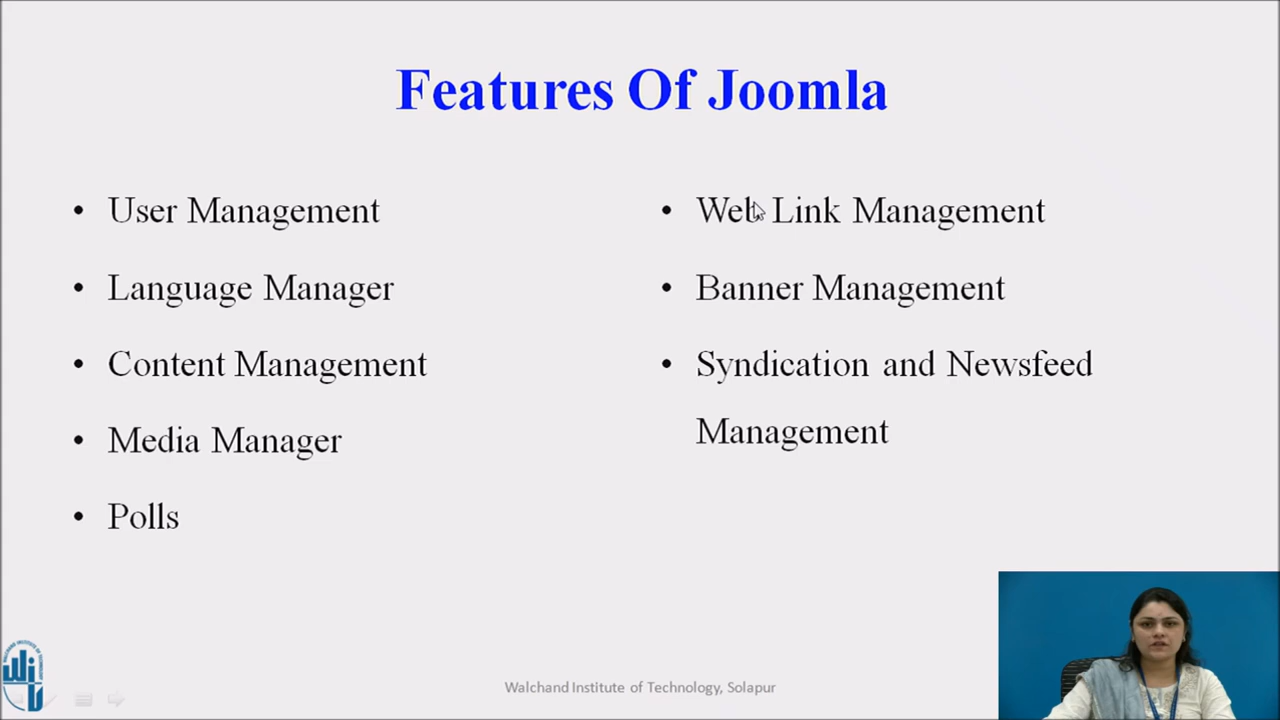 Features Of Joomla
• User Management
• Language Manager
• Content Management
• Media Manager
• Polls
• Web Link Management
• Banner Management
• Syndication and Newsfeed
Management
Walchand Institute of Technology, Solapur